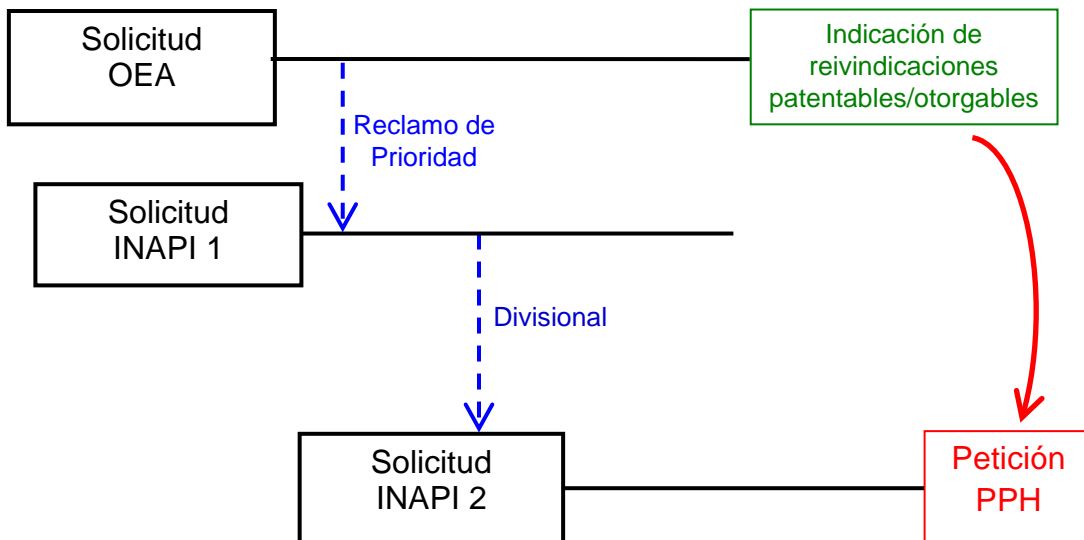 Solicitud
OEA
Indicación de
reivindicaciones
patentables/otorgables
Reclamo de
Prioridad
Solicitud
INAPI 1
Divisional
Solicitud
INAPI 2
Petición
PPH